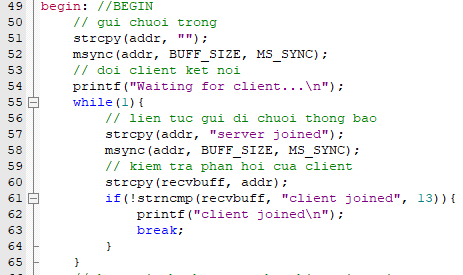 49 begin: //BEGIN
50 // gui chuoi trong
51 strcpy(addr, "");
52 msync(addr, BUFF_SIZE, MS_SYNC);
53 // doi client ket noi
54 printf("Waiting for client...\n");
55 while(1){
56 // lien tuc gui di chuoi thong bao
57 strcpy(addr, "server joined");
58 msync(addr, BUFF_SIZE, MS_SYNC);
59 // kiem tra phan hoi cua client
60 strcpy(recvbuff, addr);
61 if(!strncmp(recvbuff, "client joined", 13)){
62 printf("client joined\n");
63 break;
64 }
65 }